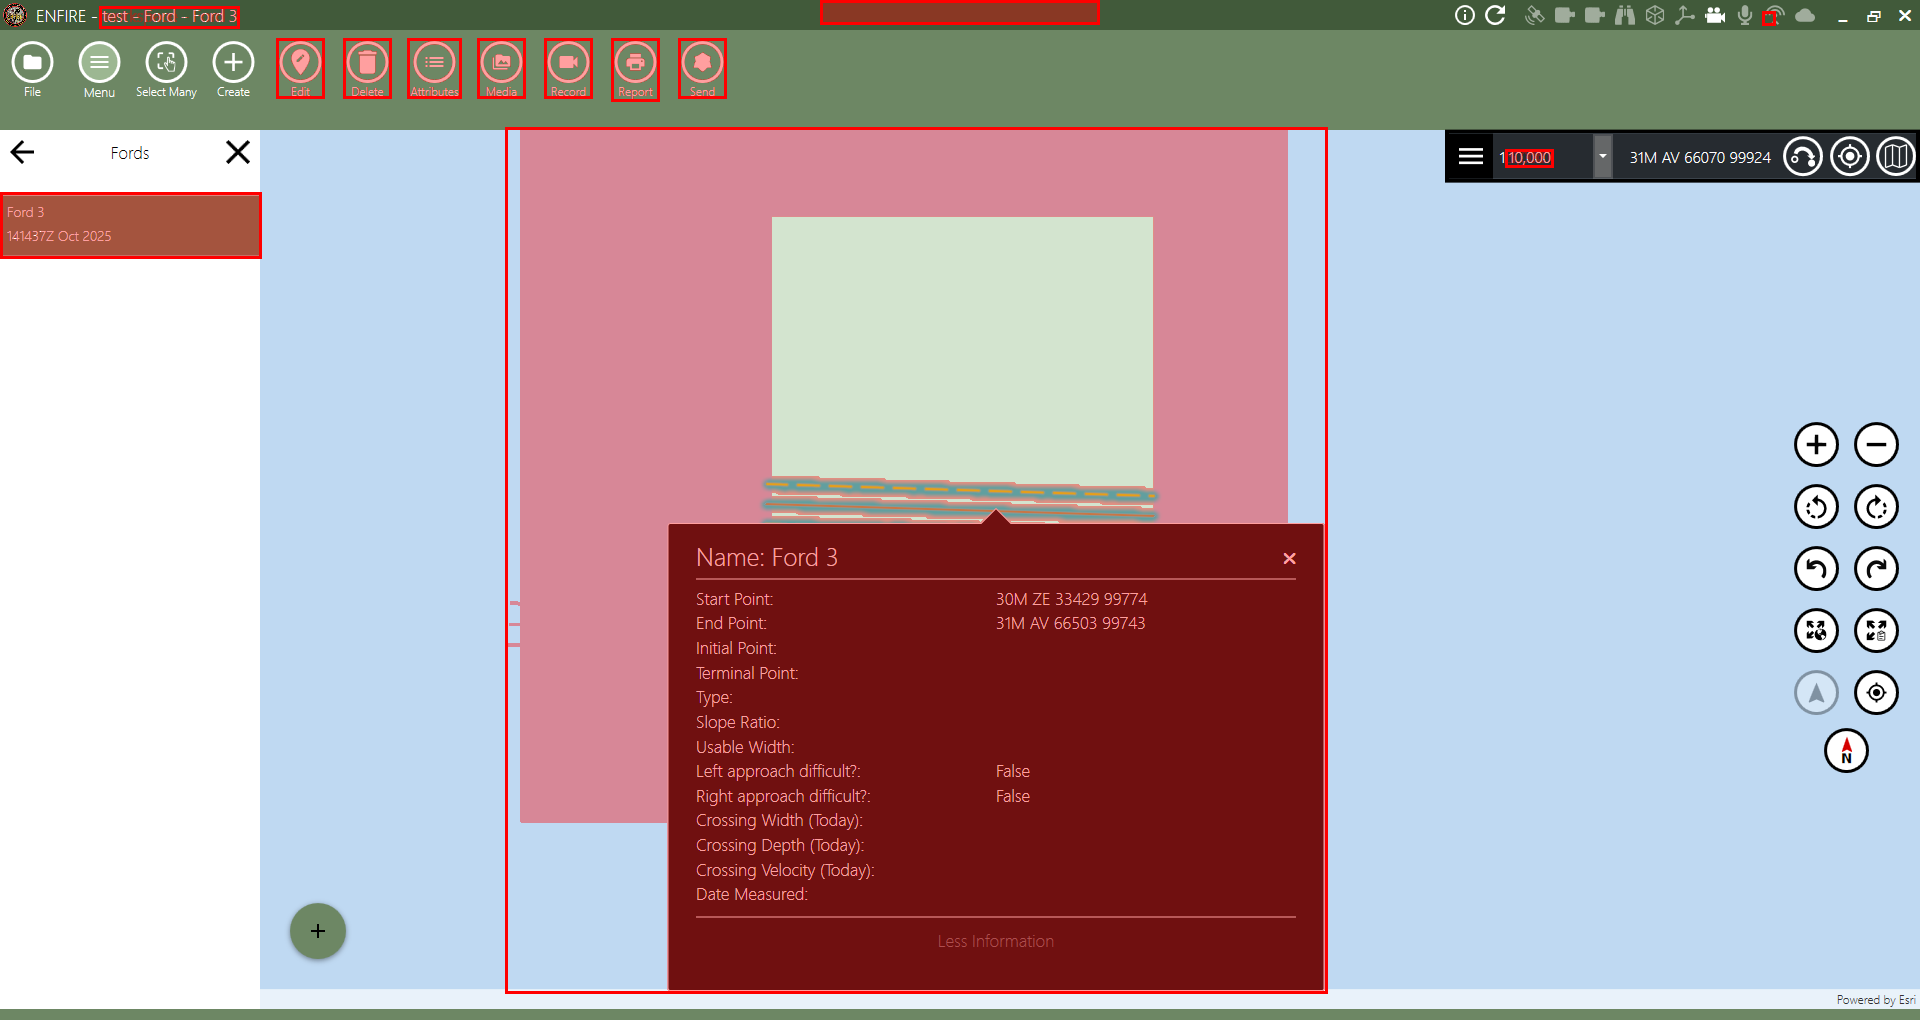 ENFIRE - test - Ford - Ford 3
File
Menu
Select Many
Create
Edit
Delete
Attributes
Media
Record
Report
Send
Fords
Ford 3
141437Z Oct 2025
110,000
31M AV 66070 99924
Name: Ford 3
Start Point: 30M ZE 33429 99774
End Point: 31M AV 66503 99743
Initial Point:
Terminal Point:
Type:
Slope Ratio:
Usable Width:
Left approach difficult?: False
Right approach difficult?: False
Crossing Width (Today):
Crossing Depth (Today):
Crossing Velocity (Today):
Date Measured:
Less Information
N
Powered by Esri